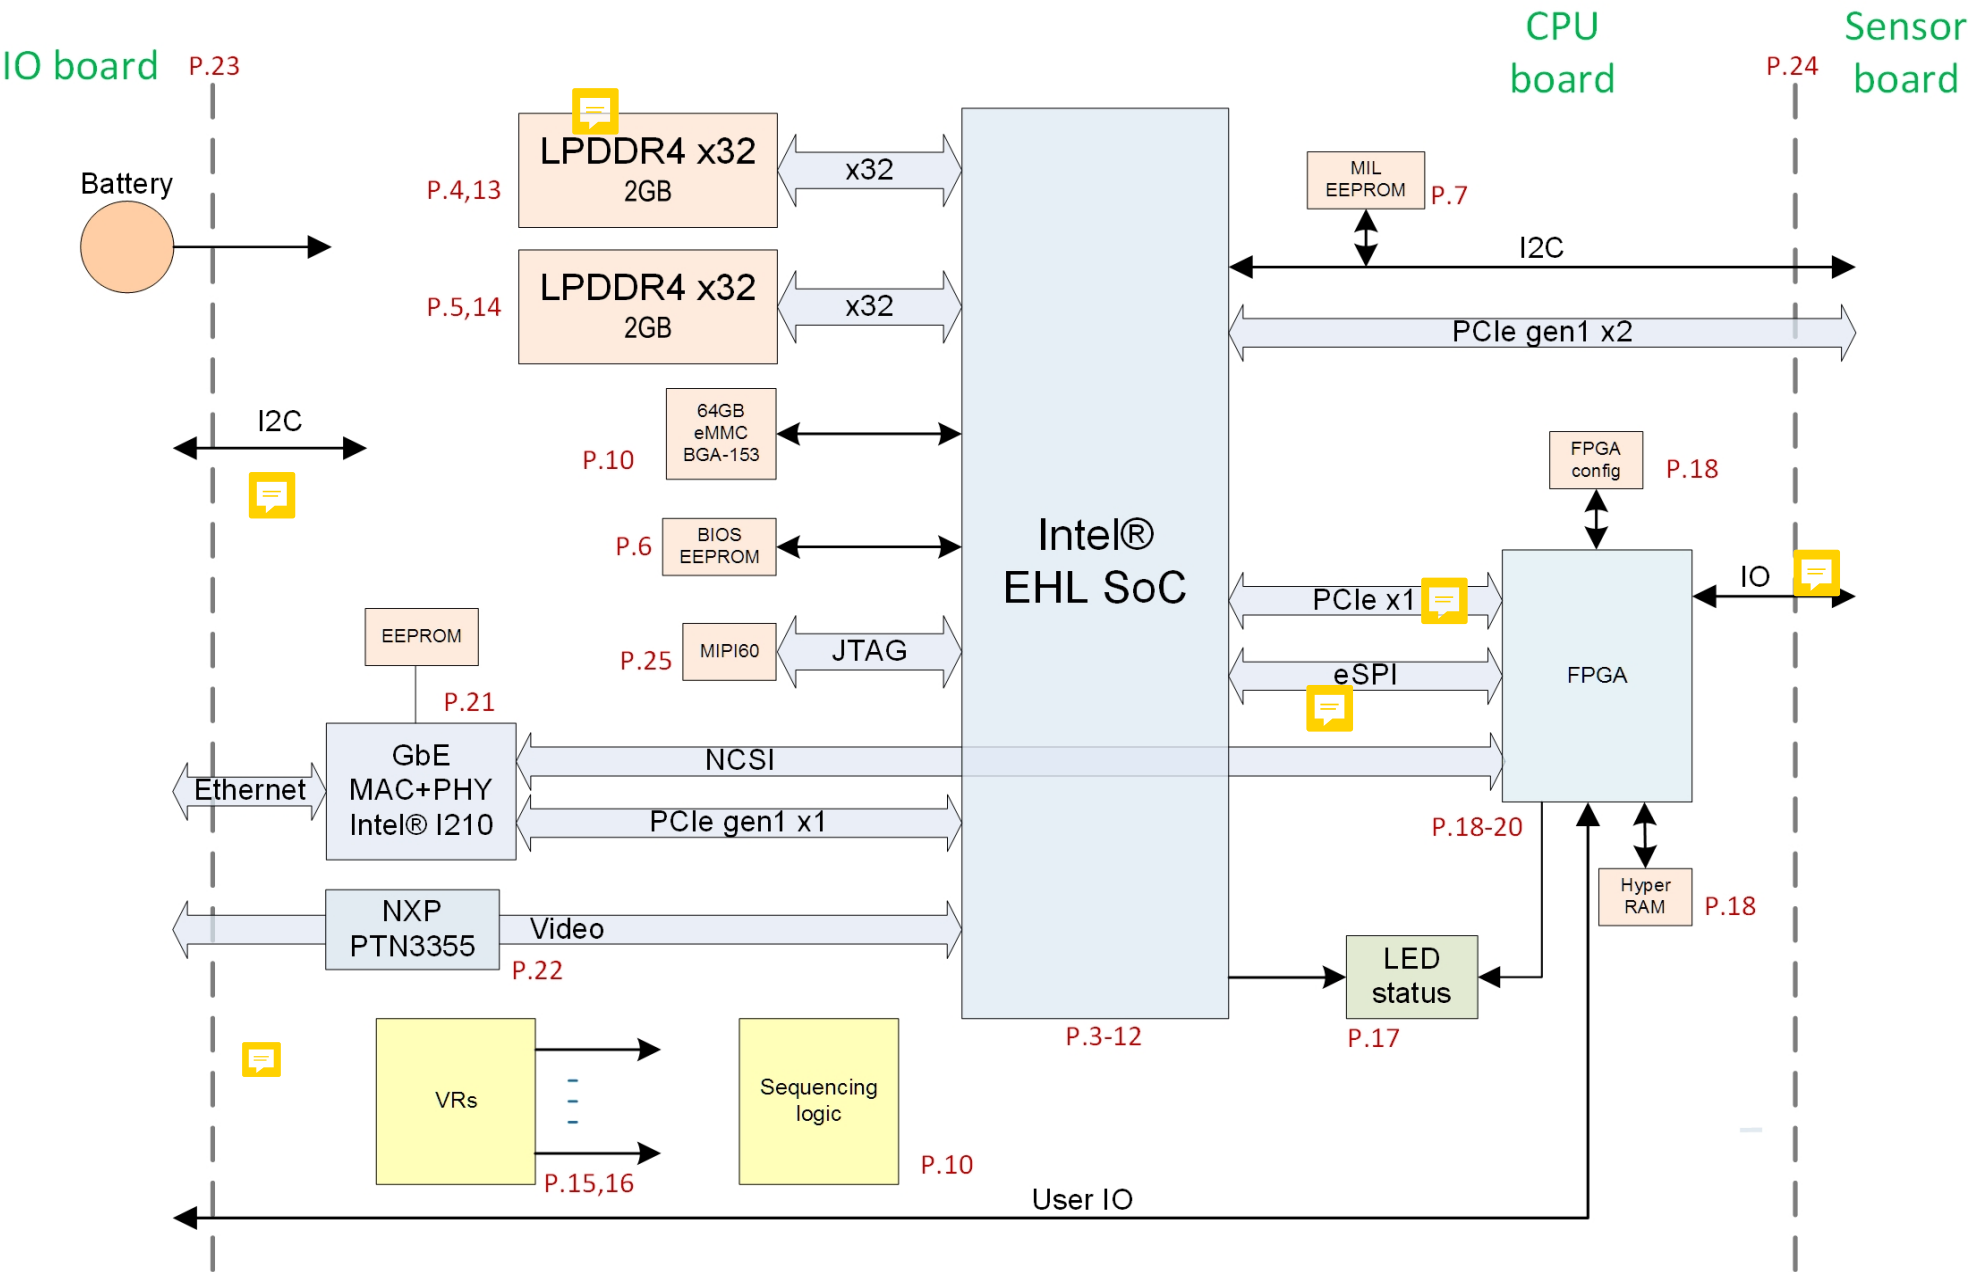 IO board
P.23
CPU
board
P.24
Sensor
board
Battery
LPDDR4 x32
2GB
P.4,13
x32
LPDDR4 x32
2GB
P.5,14
x32
MIL
EEPROM
P.7
I2C
PCIe gen1 x2
I2C
64GB
eMMC
BGA-153
P.10
BIOS
EEPROM
P.6
MIPI60
P.25
JTAG
Intel®
EHL SoC
P.3-12
FPGA
config
P.18
PCIe x1
eSPI
FPGA
IO
P.18-20
EEPROM
P.21
GbE
MAC+PHY
Intel® I210
Ethernet
NCSI
PCIe gen1 x1
NXP
PTN3355
Video
P.22
Hyper
RAM
P.18
LED
status
P.17
VRs
P.15,16
Sequencing
logic
P.10
User IO